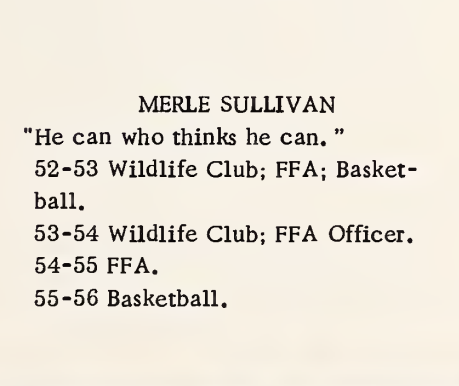 MERLE SULLIVAN
"He can who thinks he can."
52-53 Wildlife Club; FFA; Basket-
ball.
53-54 Wildlife Club; FFA Officer.
54-55 FFA.
55-56 Basketball.